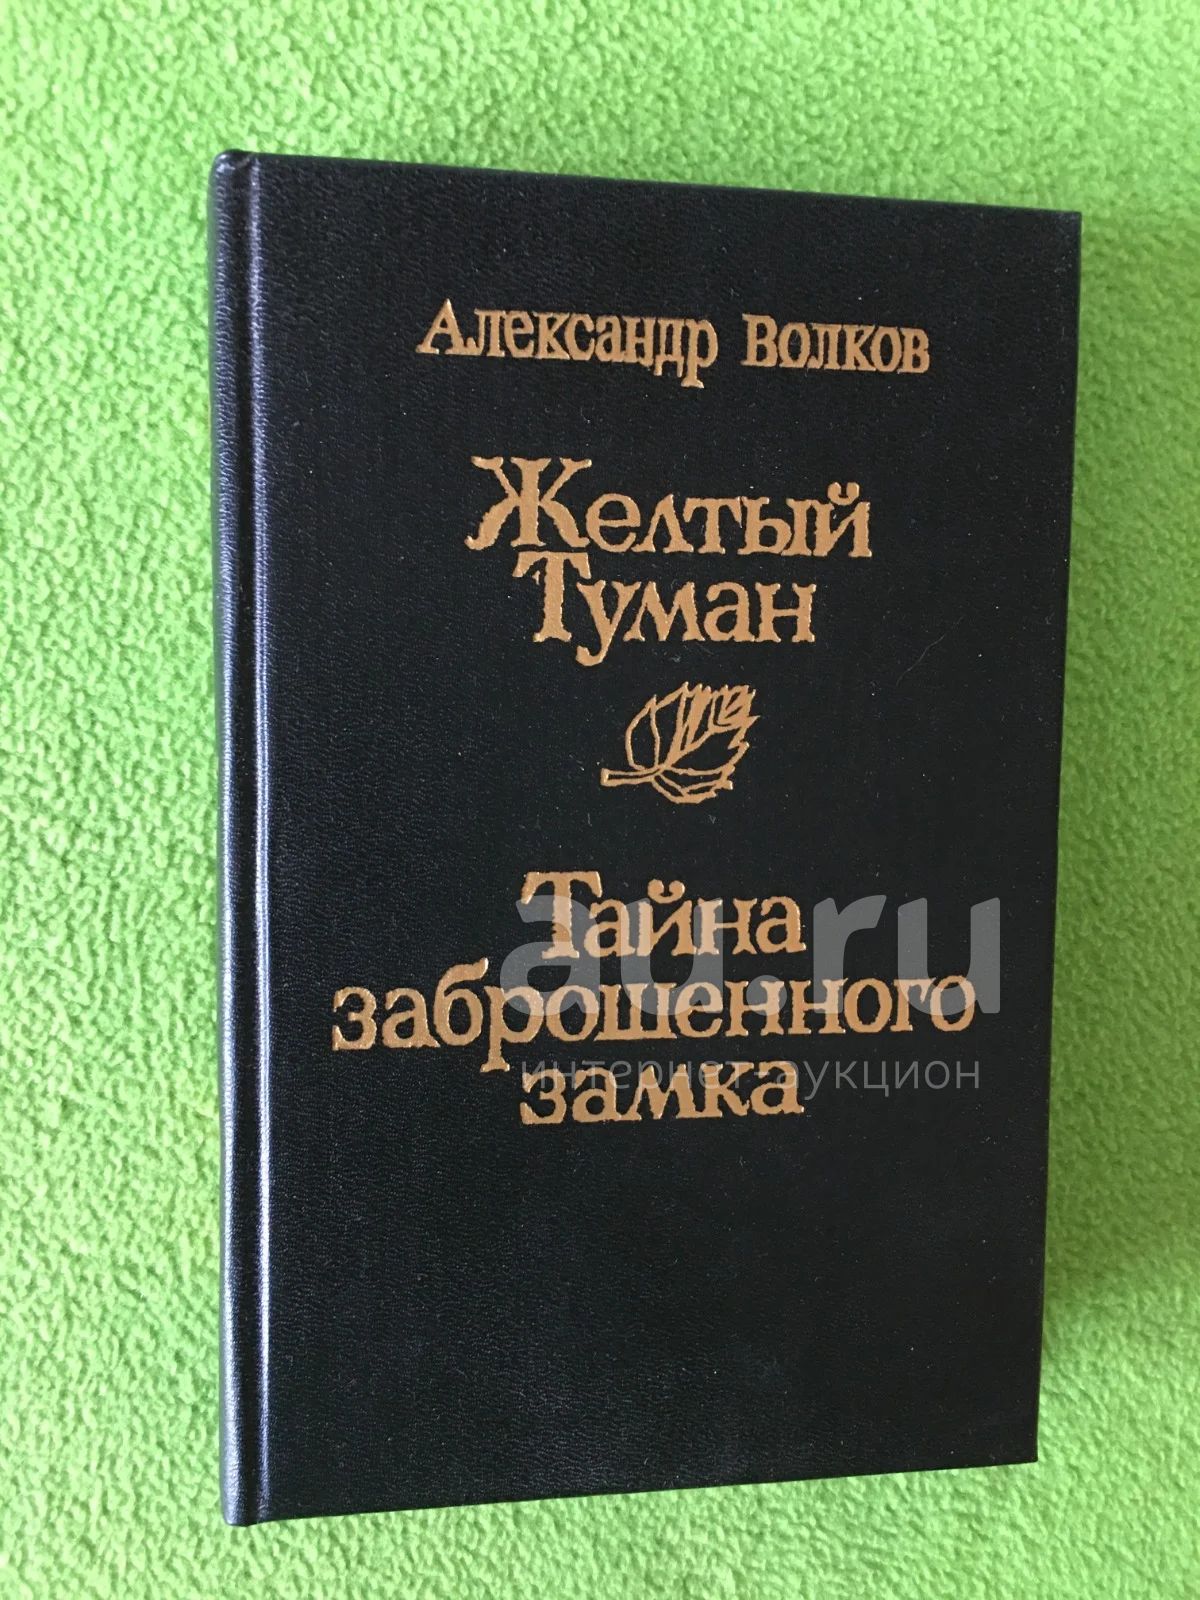 Александр Волков
Желтый
Туман
Тайна
заброшенного
замка
au.ru
интернет-аукцион